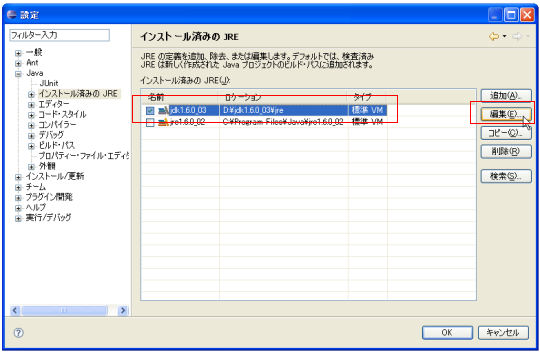 設定
フィルター入力
インストール済みの JRE
JRE の定義を追加、除去、または編集します。デフォルトでは、検査済み
JRE は新しく作成された Java プロジェクトのビルド・パスに追加されます。
インストール済みの JRE(J):
一般
Ant
Java
JUnit
インストール済みの JRE
エディター
コード・スタイル
コンパイラー
デバッグ
ビルド・パス
プロパティー・ファイル・エディ
外観
インストール/更新
チーム
プラグイン開発
ヘルプ
実行/デバッグ
名前 ロケーション タイプ
jdk1.6.0_03 D:¥jdk1.6.0_03¥jre 標準 VM
jre1.6.0_02 C:¥Program Files¥Java¥jre1.6.0_02 標準 VM
追加(A)...
編集(E)...
コピー(C)...
削除(R)
検索(S)...
OK キャンセル